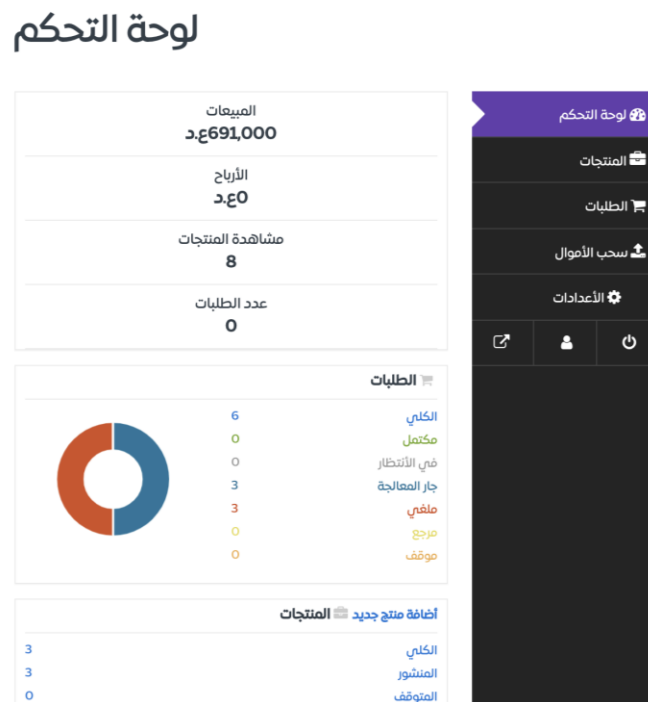 لوحة التحكم
لوحة التحكم
المنتجات
الطلبات
سحب الأموال
الأعدادات
المبيعات
691,000ع.د
الأرباح
0ع.د
مشاهدة المنتجات
8
عدد الطلبات
0
الطلبات
الكلي 6
مكتمل 0
في الأنتظار 0
جار المعالجة 3
ملغي 3
مرجع 0
موقف 0
أضافة منتج جديد المنتجات
الكلي 3
المنشور 3
المتوقف 0